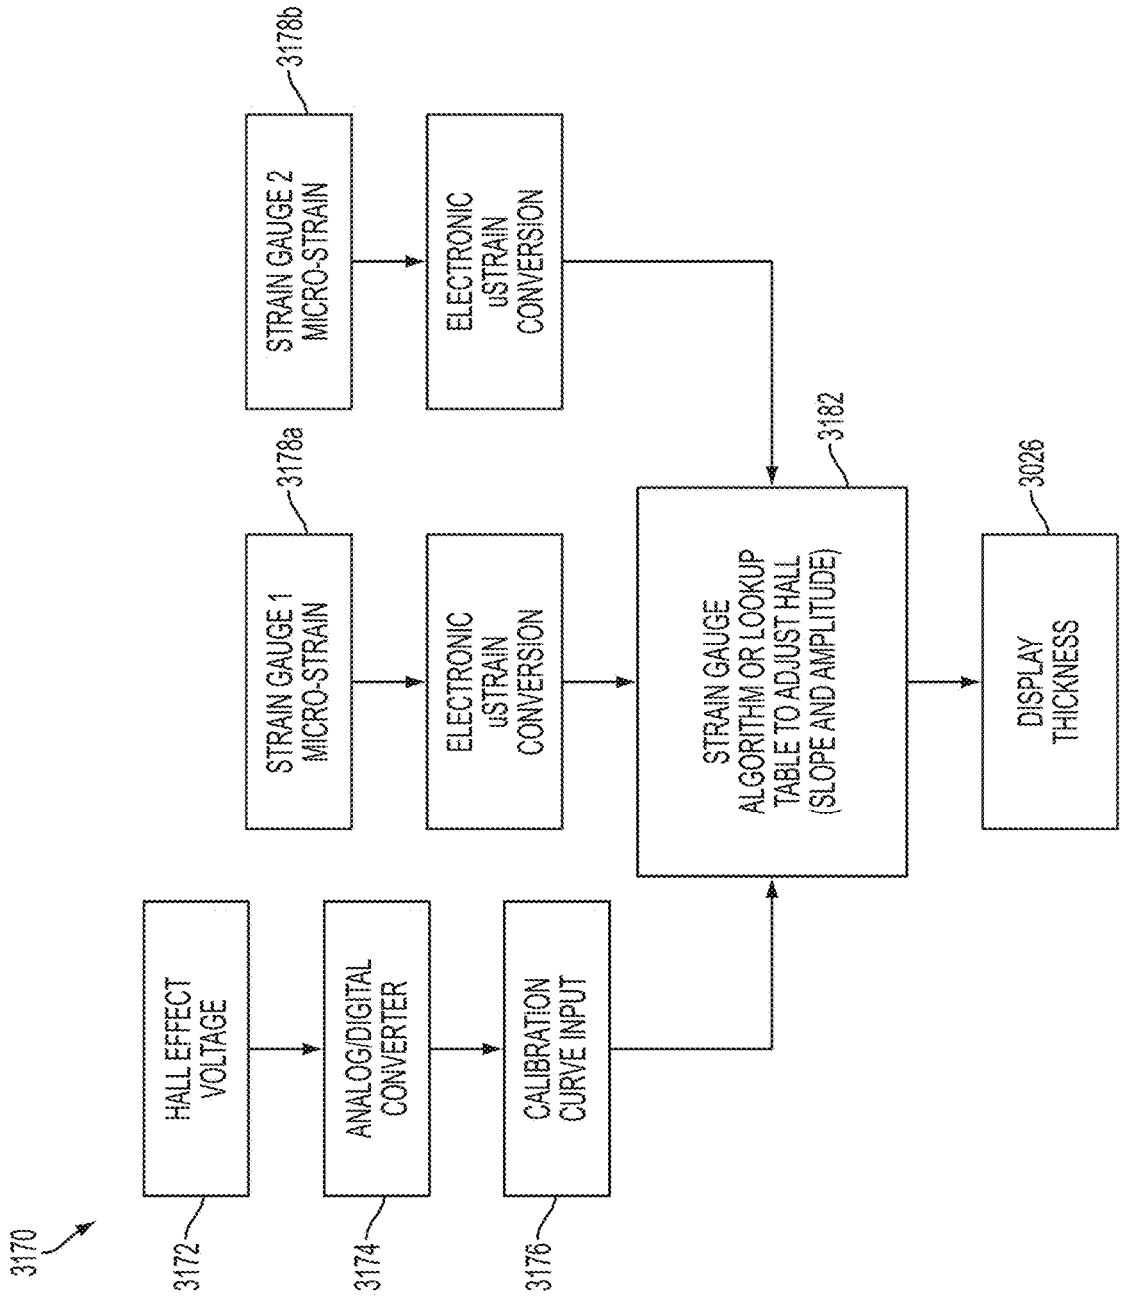 3170
3172
HALL EFFECT
VOLTAGE
3174
ANALOG/DIGITAL
CONVERTER
3176
CALIBRATION
CURVE INPUT
3178a
STRAIN GAUGE 1
MICRO-STRAIN
ELECTRONIC
uSTRAIN
CONVERSION
3178b
STRAIN GAUGE 2
MICRO-STRAIN
ELECTRONIC
uSTRAIN
CONVERSION
3182
STRAIN GAUGE
ALGORITHM OR LOOKUP
TABLE TO ADJUST HALL
(SLOPE AND AMPLITUDE)
3026
DISPLAY
THICKNESS